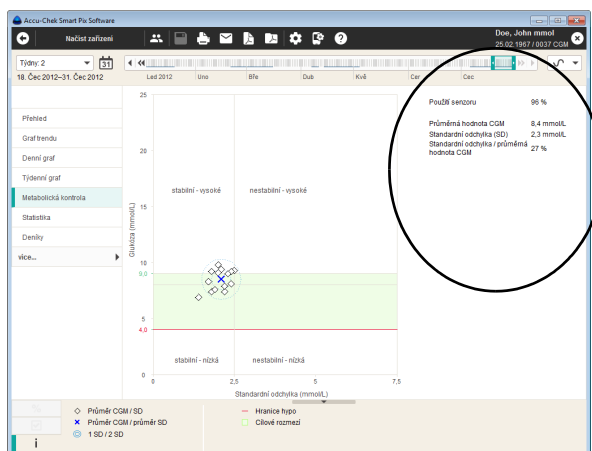 Accu-Chek Smart Pix Software
Načíst zařízení
Doe, John mmol
25.02.1967 / 0037 CGM
Týdny: 2
31
18. Čec 2012–31. Čec 2012
Led 2012
Úno
Bře
Dub
Kvě
Čer
Čec
Přehled
Graf trendu
Denní graf
Týdenní graf
Metabolická kontrola
Statistika
Deníky
více...
25
20
15
10
9,0
5
4,0
0
Glukóza (mmol/L)
stabilní - vysoké
nestabilní - vysoké
stabilní - nízká
nestabilní - nízká
0
2,5
5
7,5
Standardní odchylka (mmol/L)
Použití senzoru 96 %
Průměrná hodnota CGM 8,4 mmol/L
Standardní odchylka (SD) 2,3 mmol/L
Standardní odchylka / průměrná
hodnota CGM 27 %
Průměr CGM / SD
Průměr CGM / průměr SD
1 SD / 2 SD
Hranice hypo
Cílové rozmezí
i